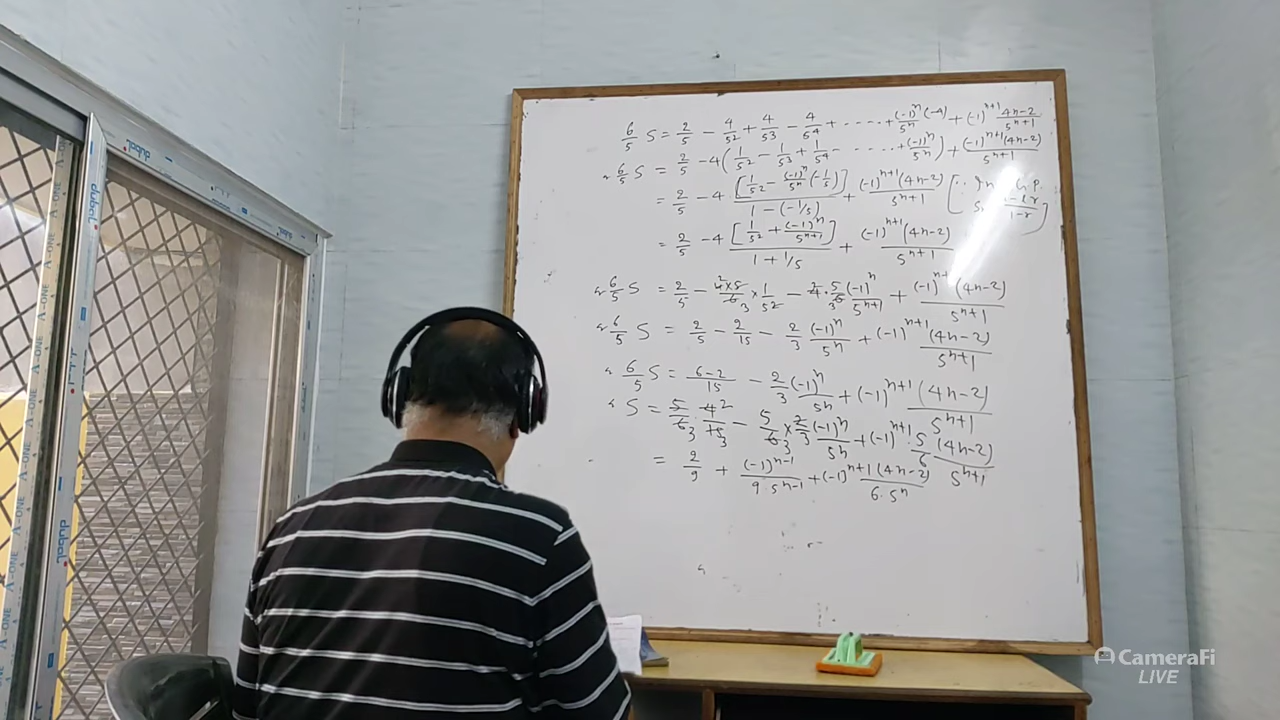 6/5 S = 2/5 - 4/5² + 4/5³ - 4/5⁴ + ..... + (-1)ⁿ(-4)/5ⁿ + (-1)ⁿ⁺¹ 4n-2/5ⁿ⁺¹
6/5 S = 2/5 - 4(1/5² - 1/5³ + 1/5⁴ - ..... + (-1)ⁿ/5ⁿ) + (-1)ⁿ⁺¹(4n-2)/5ⁿ⁺¹
= 2/5 - 4 [1/5² - (-1)ⁿ/5ⁿ (-1/5)]/1-(-1/5) + (-1)ⁿ⁺¹(4n-2)/5ⁿ⁺¹
= 2/5 - 4 [1/5² + (-1)ⁿ/5ⁿ⁺¹]/1+1/5 + (-1)ⁿ⁺¹(4n-2)/5ⁿ⁺¹
6/5 S = 2/5 - 4×5/6 3 × 1/5² - 4·5/6 3 (-1)ⁿ/5ⁿ⁺¹ + (-1)ⁿ⁺¹(4n-2)/5ⁿ⁺¹
6/5 S = 2/5 - 2/15 - 2/3 (-1)ⁿ/5ⁿ + (-1)ⁿ⁺¹ (4n-2)/5ⁿ⁺¹
6/5 S = 6-2/15 - 2/3 (-1)ⁿ/5ⁿ + (-1)ⁿ⁺¹ (4n-2)/5ⁿ⁺¹
S = 5/6 3 · 4 2/15 3 - 5/6 3 × 2/3 (-1)ⁿ/5ⁿ + (-1)ⁿ⁺¹ 5/6 (4n-2)/5ⁿ⁺¹
= 2/9 + (-1)ⁿ⁻¹/9·5ⁿ⁻¹ + (-1)ⁿ⁺¹(4n-2)/6·5ⁿ
dubal
A-ONE
CameraFi
LIVE